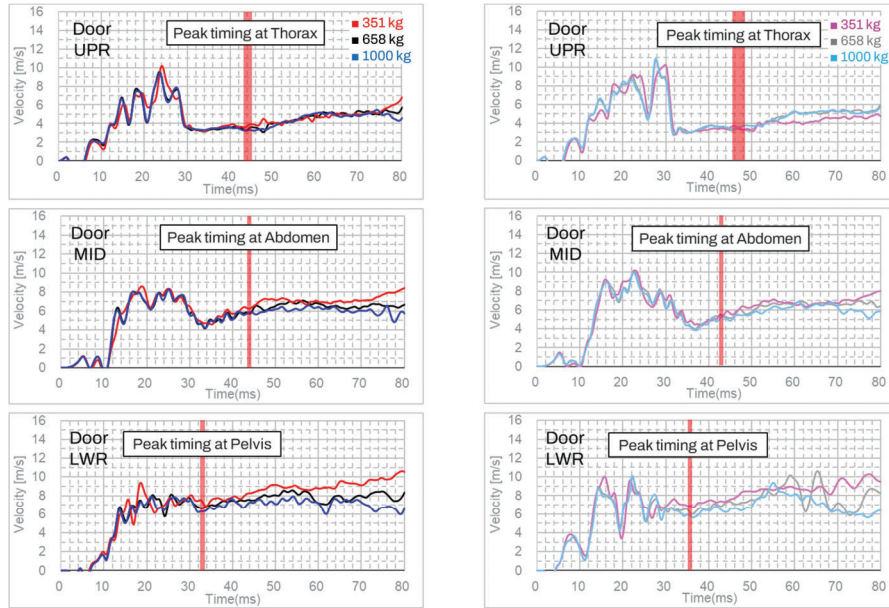 Door
UPR
Peak timing at Thorax
351 kg
658 kg
1000 kg
Velocity [m/s]
16
14
12
10
8
6
4
2
0
0 10 20 30 40 50 60 70 80
Time(ms)
Door
UPR
Peak timing at Thorax
351 kg
658 kg
1000 kg
Velocity [m/s]
16
14
12
10
8
6
4
2
0
0 10 20 30 40 50 60 70 80
Time(ms)
Door
MID
Peak timing at Abdomen
Velocity [m/s]
16
14
12
10
8
6
4
2
0
0 10 20 30 40 50 60 70 80
Time(ms)
Door
MID
Peak timing at Abdomen
Velocity [m/s]
16
14
12
10
8
6
4
2
0
0 10 20 30 40 50 60 70 80
Time(ms)
Door
LWR
Peak timing at Pelvis
Velocity [m/s]
16
14
12
10
8
6
4
2
0
0 10 20 30 40 50 60 70 80
Time(ms)
Door
LWR
Peak timing at Pelvis
Velocity [m/s]
16
14
12
10
8
6
4
2
0
0 10 20 30 40 50 60 70 80
Time(ms)